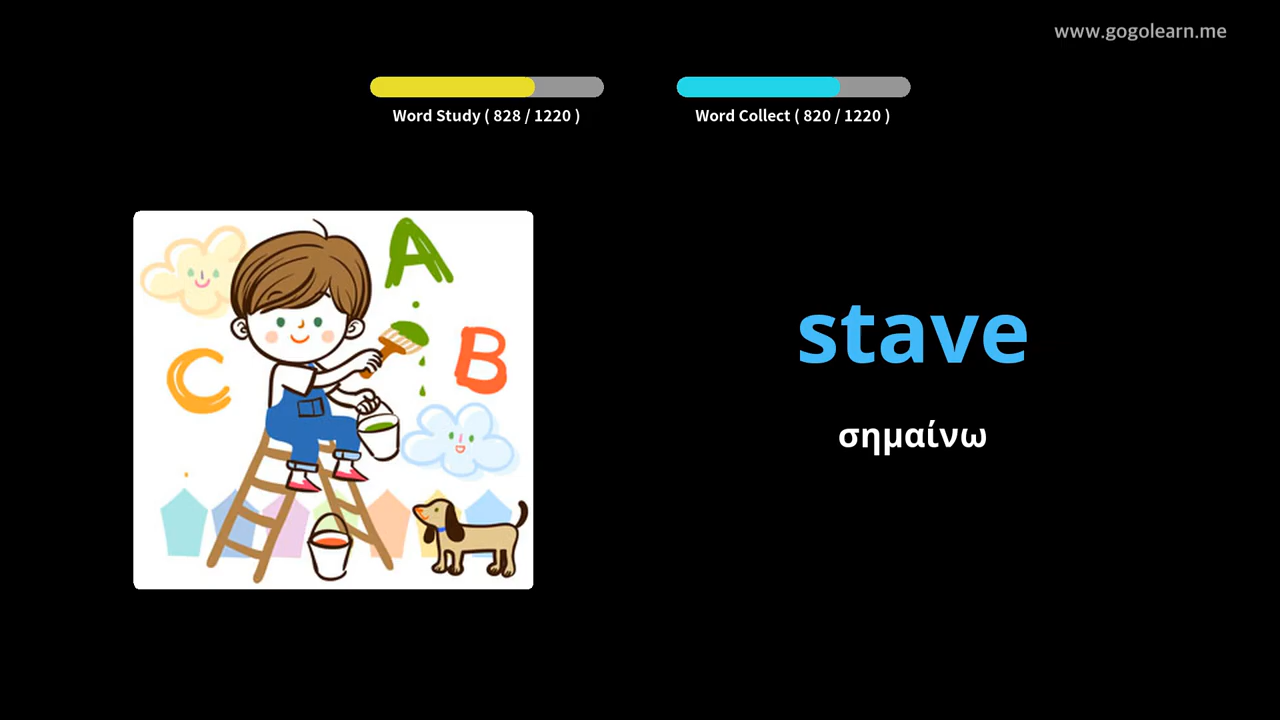 www.gogolearn.me
Word Study ( 828 / 1220 )
Word Collect ( 820 / 1220 )
A
B
C
stave
σημαίνω